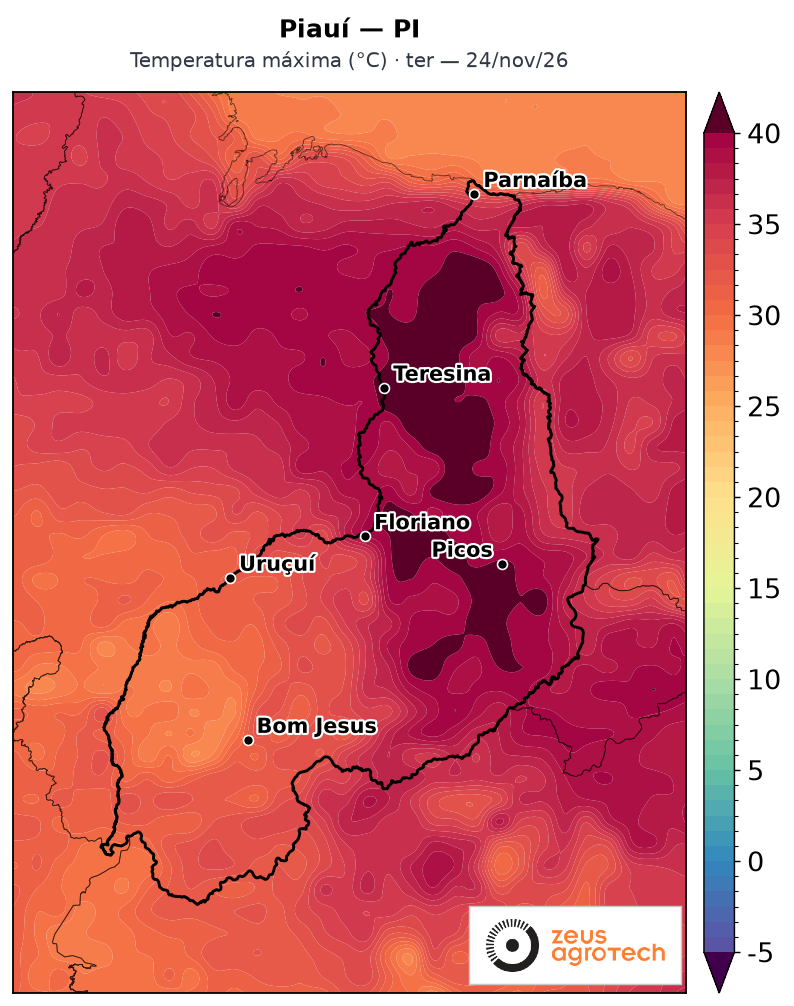 Piauí — PI
Temperatura máxima (°C) · ter — 24/nov/26
Parnaíba
Teresina
Floriano
Picos
Uruçuí
Bom Jesus
40
35
30
25
20
15
10
5
0
-5
zeus
agrotech